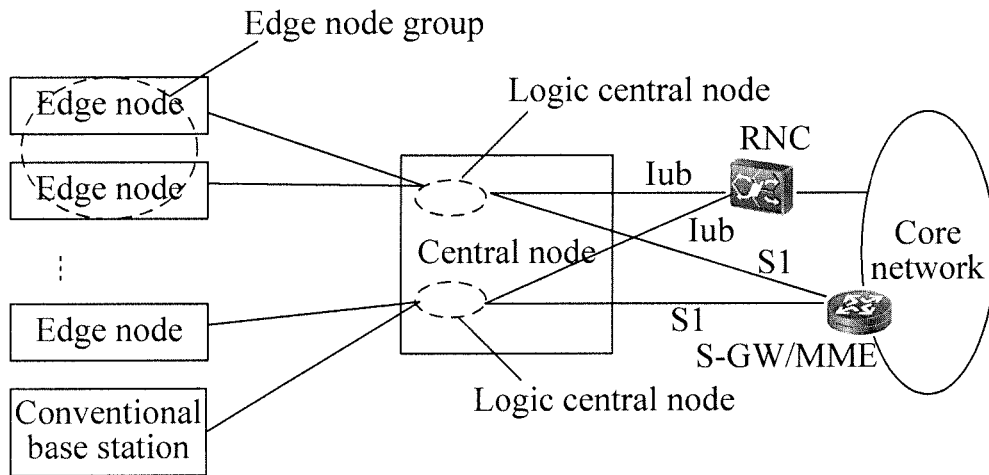 Edge node group
Edge node
Logic central node
RNC
Edge node
Iub
Iub
Central node
Core
network
S1
Edge node
S1
S-GW/MME
Conventional
base station
Logic central node